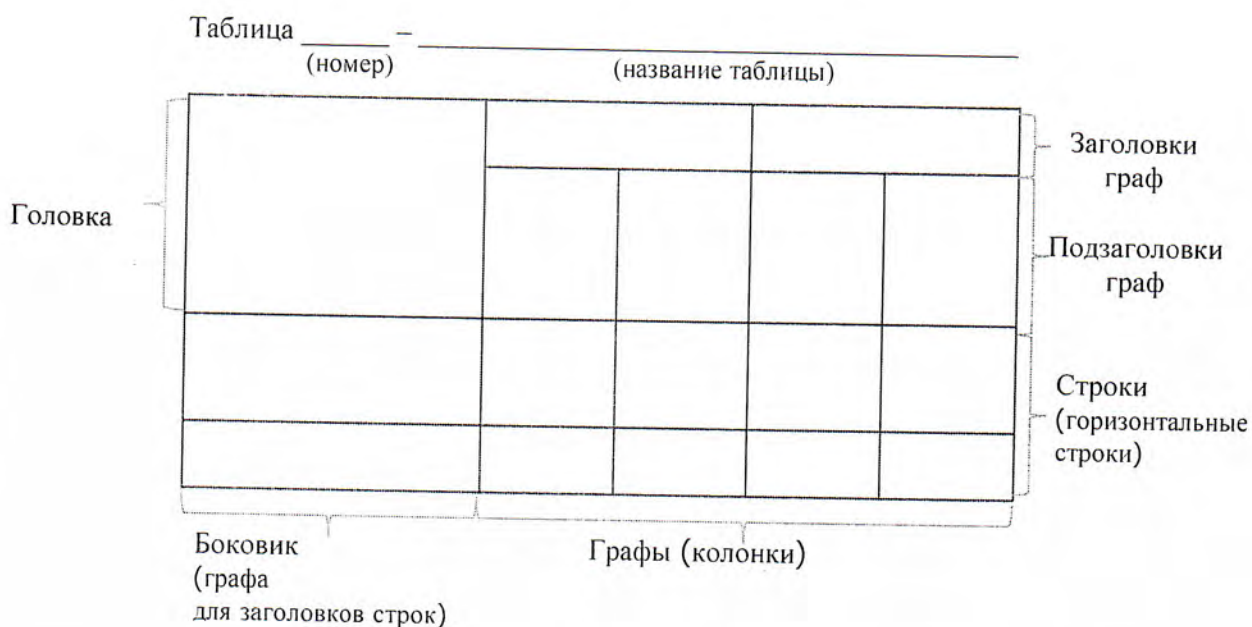 Таблица ______ – ______
(номер) (название таблицы)
Заголовки
граф
Головка
Подзаголовки
граф
Строки
(горизонтальные
строки)
Боковик
(графа
для заголовков строк)
Графы (колонки)